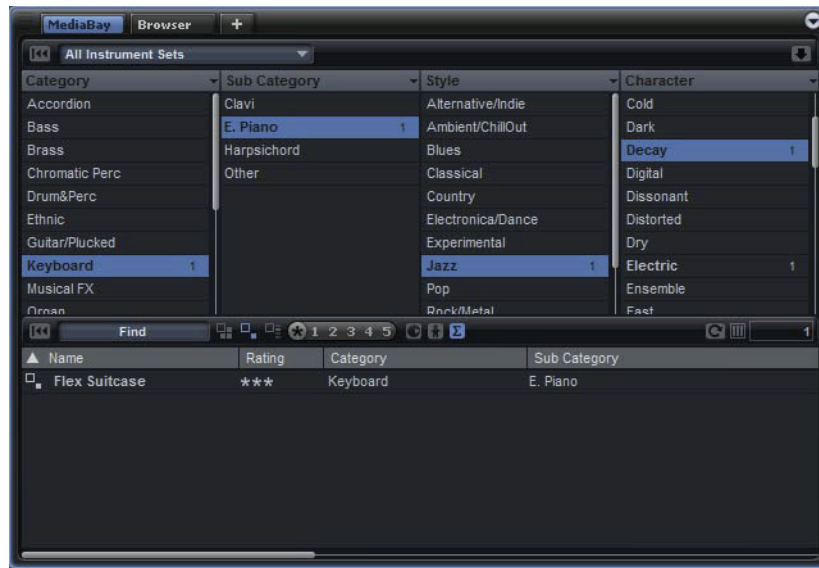 MediaBay Browser +
All Instrument Sets
Category Sub Category Style Character
Accordion Clavi Alternative/Indie Cold
Bass E. Piano 1 Ambient/ChillOut Dark
Brass Harpsichord Blues Decay 1
Chromatic Perc Other Classical Digital
Drum&Perc Country Dissonant
Ethnic Electronica/Dance Distorted
Guitar/Plucked Experimental Dry
Keyboard 1 Jazz 1 Electric 1
Musical FX Pop Ensemble
Organ Rock/Metal Fast
Find 1 2 3 4 5 Σ 1
Name Rating Category Sub Category
Flex Suitcase *** Keyboard E. Piano